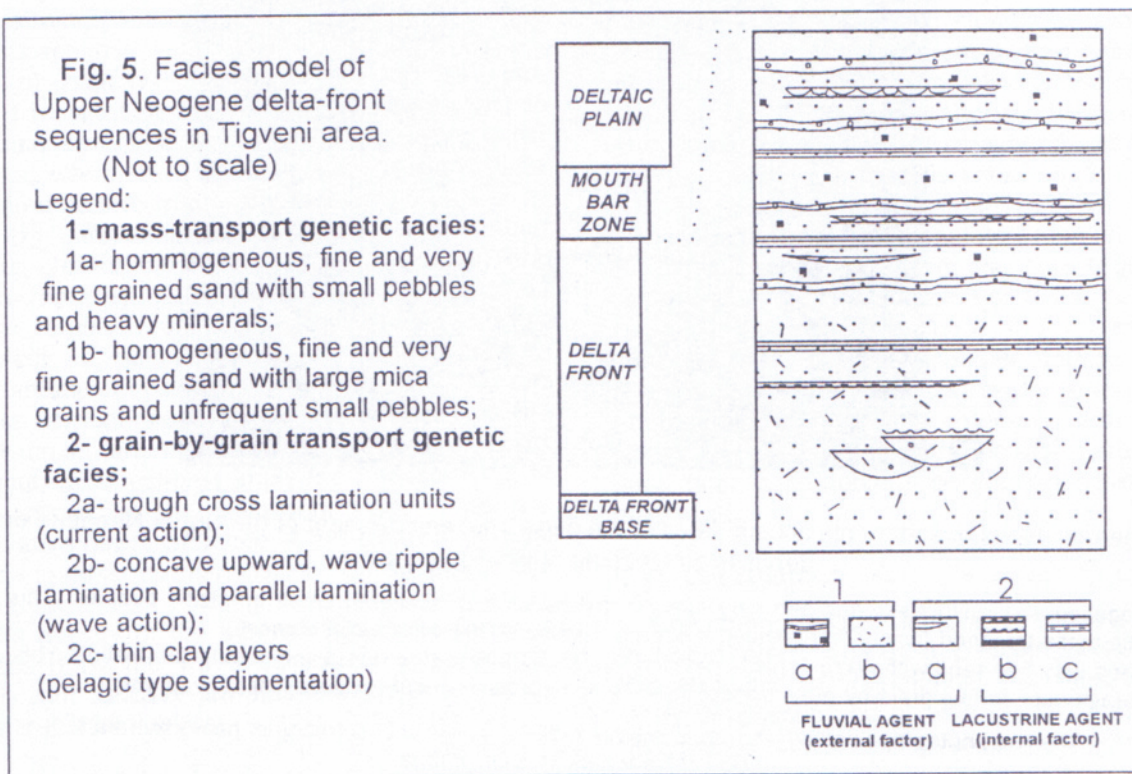 Fig. 5. Facies model of
Upper Neogene delta-front
sequences in Tigveni area.
(Not to scale)
Legend:
1- mass-transport genetic facies:
1a- hommogeneous, fine and very
fine grained sand with small pebbles
and heavy minerals;
1b- homogeneous, fine and very
fine grained sand with large mica
grains and unfrequent small pebbles;
2- grain-by-grain transport genetic
facies;
2a- trough cross lamination units
(current action);
2b- concave upward, wave ripple
lamination and parallel lamination
(wave action);
2c- thin clay layers
(pelagic type sedimentation)
DELTAIC
PLAIN
MOUTH
BAR
ZONE
DELTA
FRONT
DELTA FRONT
BASE
1 2
a b a b c
FLUVIAL AGENT LACUSTRINE AGENT
(external factor) (internal factor)